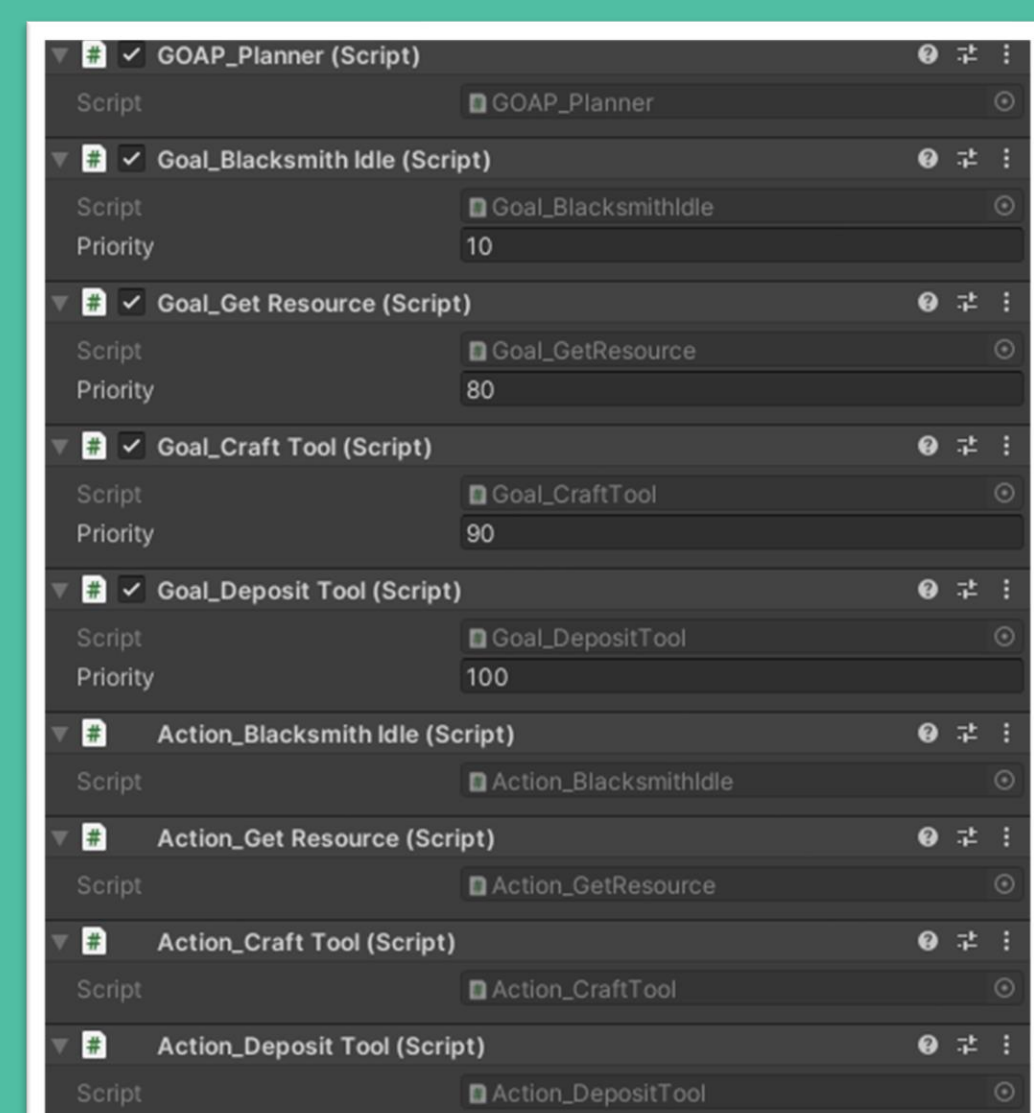 GOAP_Planner (Script)
Script GOAP_Planner
Goal_Blacksmith Idle (Script)
Script Goal_BlacksmithIdle
Priority 10
Goal_Get Resource (Script)
Script Goal_GetResource
Priority 80
Goal_Craft Tool (Script)
Script Goal_CraftTool
Priority 90
Goal_Deposit Tool (Script)
Script Goal_DepositTool
Priority 100
Action_Blacksmith Idle (Script)
Script Action_BlacksmithIdle
Action_Get Resource (Script)
Script Action_GetResource
Action_Craft Tool (Script)
Script Action_CraftTool
Action_Deposit Tool (Script)
Script Action_DepositTool